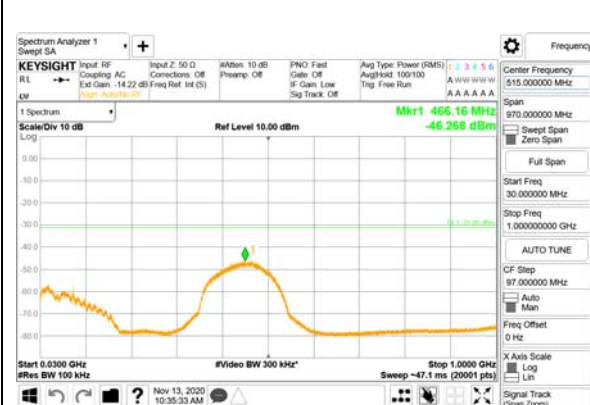 Spectrum Analyzer 1
Swept SA
Frequency
KEYSIGHT
RL
Input: RF
Coupling: AC
Ext Gain: -14.22 dB
Align: Auto/No RF
Input Z: 50 Ω
Corrections: Off
Freq Ref: Int (S)
#Atten: 10 dB
Preamp: Off
PNO: Fast
Gate: Off
IF Gain: Low
Sig Track: Off
Avg Type: Power (RMS)
Avg|Hold: 100/100
Trig: Free Run
1 2 3 4 5 6
A W W W W W
A A A A A A
1 Spectrum
Mkr1 466.16 MHz
-46.268 dBm
Scale/Div 10 dB
Ref Level 10.00 dBm
Log
0.00
-10.0
-20.0
-30.0
-40.0
-50.0
-60.0
-70.0
-80.0
1
Start 0.0300 GHz
#Res BW 100 kHz
#Video BW 300 kHz*
Stop 1.0000 GHz
Sweep ~47.1 ms (20001 pts)
Nov 13, 2020
10:35:33 AM
Center Frequency
515.000000 MHz
Span
970.000000 MHz
Swept Span
Zero Span
Full Span
Start Freq
30.000000 MHz
Stop Freq
1.000000000 GHz
AUTO TUNE
CF Step
97.000000 MHz
Auto
Man
Freq Offset
0 Hz
X Axis Scale
Log
Lin
Signal Track
(Span Zoom)